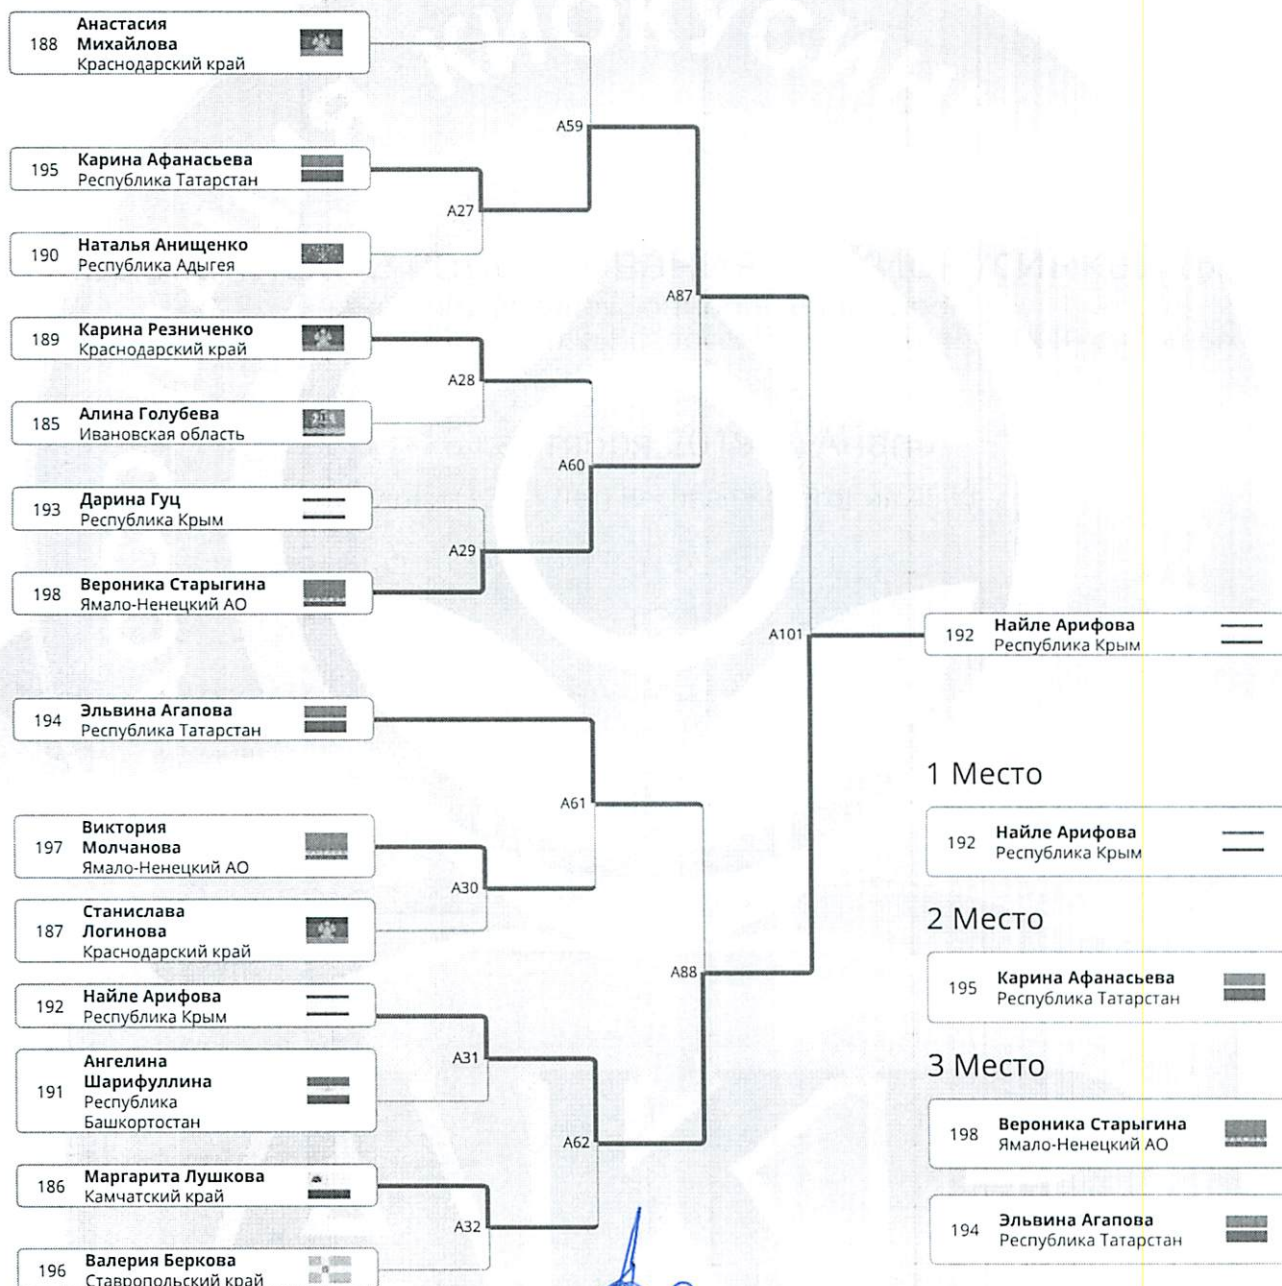 188
Анастасия
Михайлова
Краснодарский край
A59
195
Карина Афанасьева
Республика Татарстан
A27
190
Наталья Анищенко
Республика Адыгея
A87
189
Карина Резниченко
Краснодарский край
A28
185
Алина Голубева
Ивановская область
A60
193
Дарина Гуц
Республика Крым
A29
198
Вероника Старыгина
Ямало-Ненецкий АО
A101
192
Найле Арифова
Республика Крым
194
Эльвина Агапова
Республика Татарстан
A61
197
Виктория
Молчанова
Ямало-Ненецкий АО
A30
187
Станислава
Логинова
Краснодарский край
A88
192
Найле Арифова
Республика Крым
A31
191
Ангелина
Шарифуллина
Республика
Башкортостан
A62
186
Маргарита Лушкова
Камчатский край
A32
196
Валерия Беркова
Ставропольский край
1 Место
192
Найле Арифова
Республика Крым
2 Место
195
Карина Афанасьева
Республика Татарстан
3 Место
198
Вероника Старыгина
Ямало-Ненецкий АО
194
Эльвина Агапова
Республика Татарстан